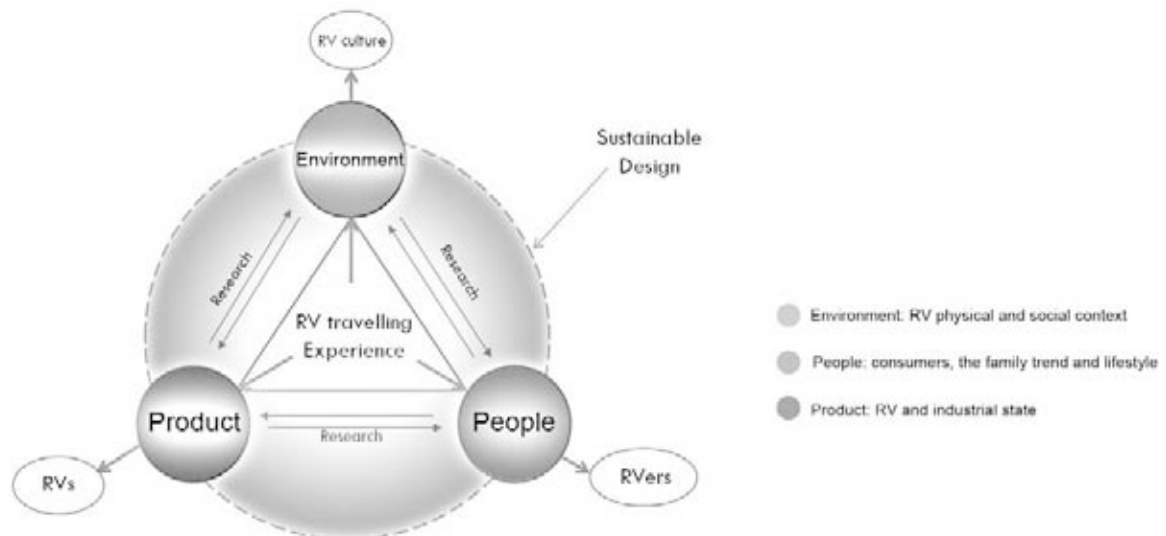 RV culture
Environment
Sustainable
Design
Research
Research
RV travelling
Experience
Product
People
Research
RVs
RVers
Environment: RV physical and social context
People: consumers, the family trend and lifestyle
Product: RV and industrial state